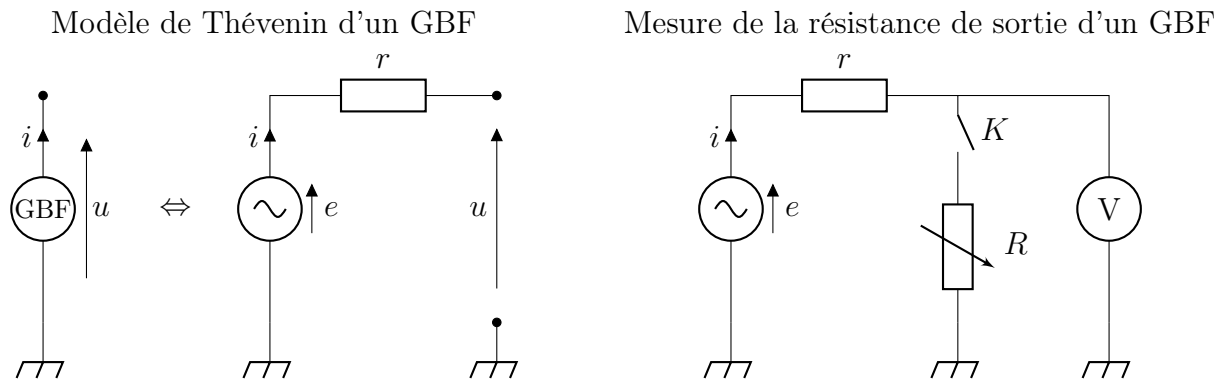 Modèle de Thévenin d'un GBF
i
GBF
u
⇔
i
e
r
u
Mesure de la résistance de sortie d'un GBF
i
e
r
K
R
V